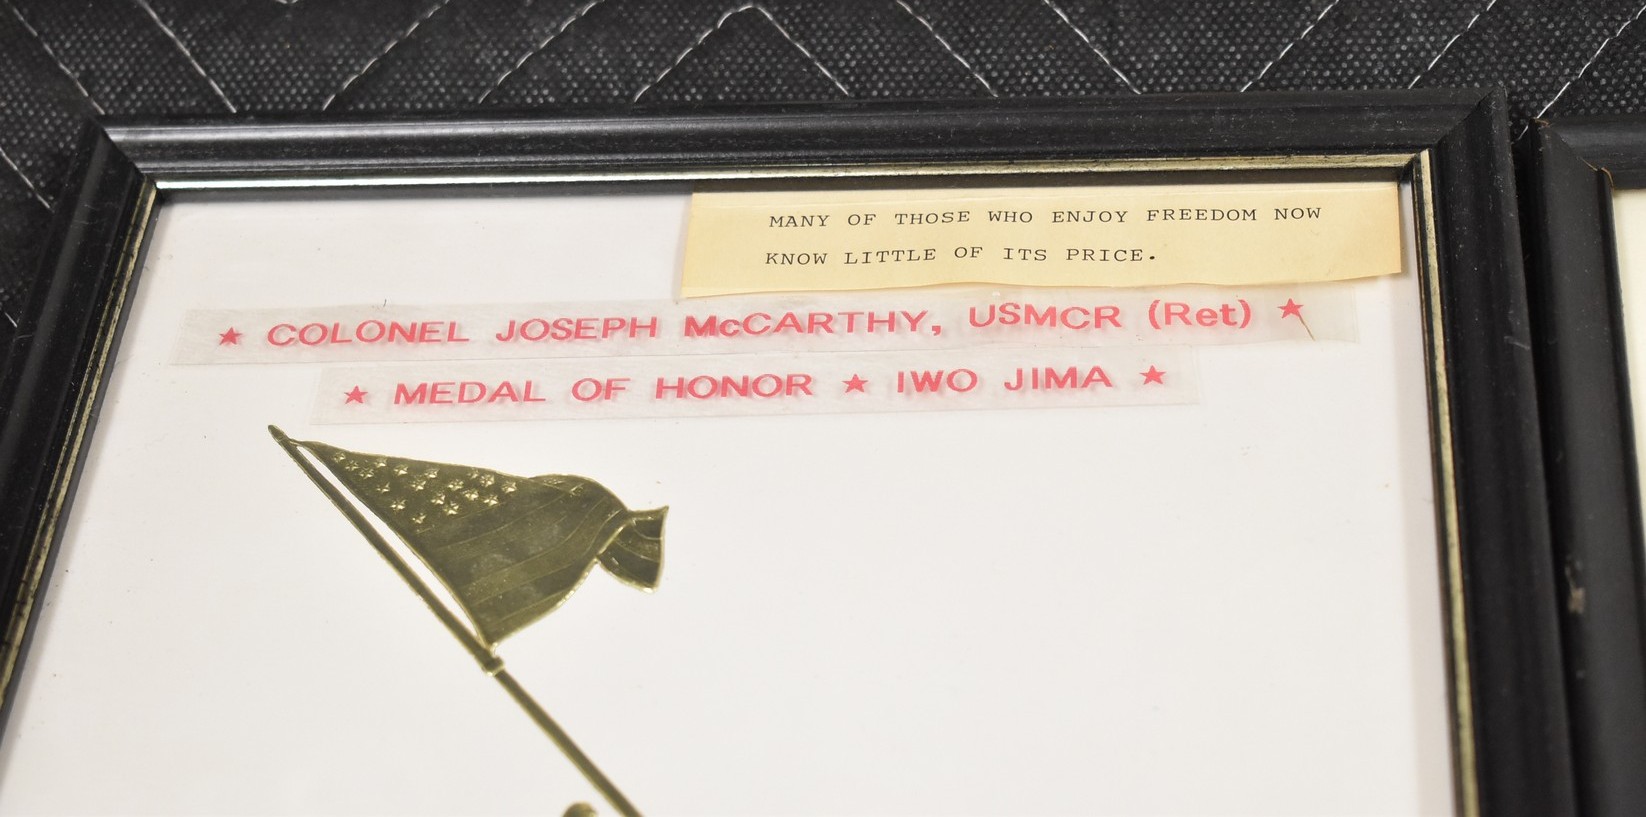 MANY OF THOSE WHO ENJOY FREEDOM NOW
KNOW LITTLE OF ITS PRICE.
★ COLONEL JOSEPH McCARTHY, USMCR (Ret) ★
★ MEDAL OF HONOR ★ IWO JIMA ★